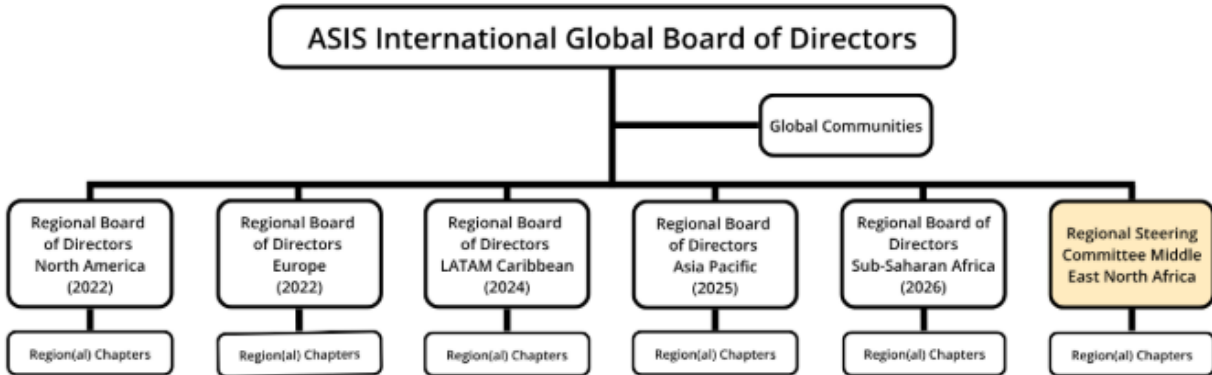 ASIS International Global Board of Directors
Global Communities
Regional Board
of Directors
North America
(2022)
Regional Board
of Directors
Europe
(2022)
Regional Board
of Directors
LATAM Caribbean
(2024)
Regional Board
of Directors
Asia Pacific
(2025)
Regional Board of
Directors
Sub-Saharan Africa
(2026)
Regional Steering
Committee Middle
East North Africa
Region(al) Chapters
Region(al) Chapters
Region(al) Chapters
Region(al) Chapters
Region(al) Chapters
Region(al) Chapters